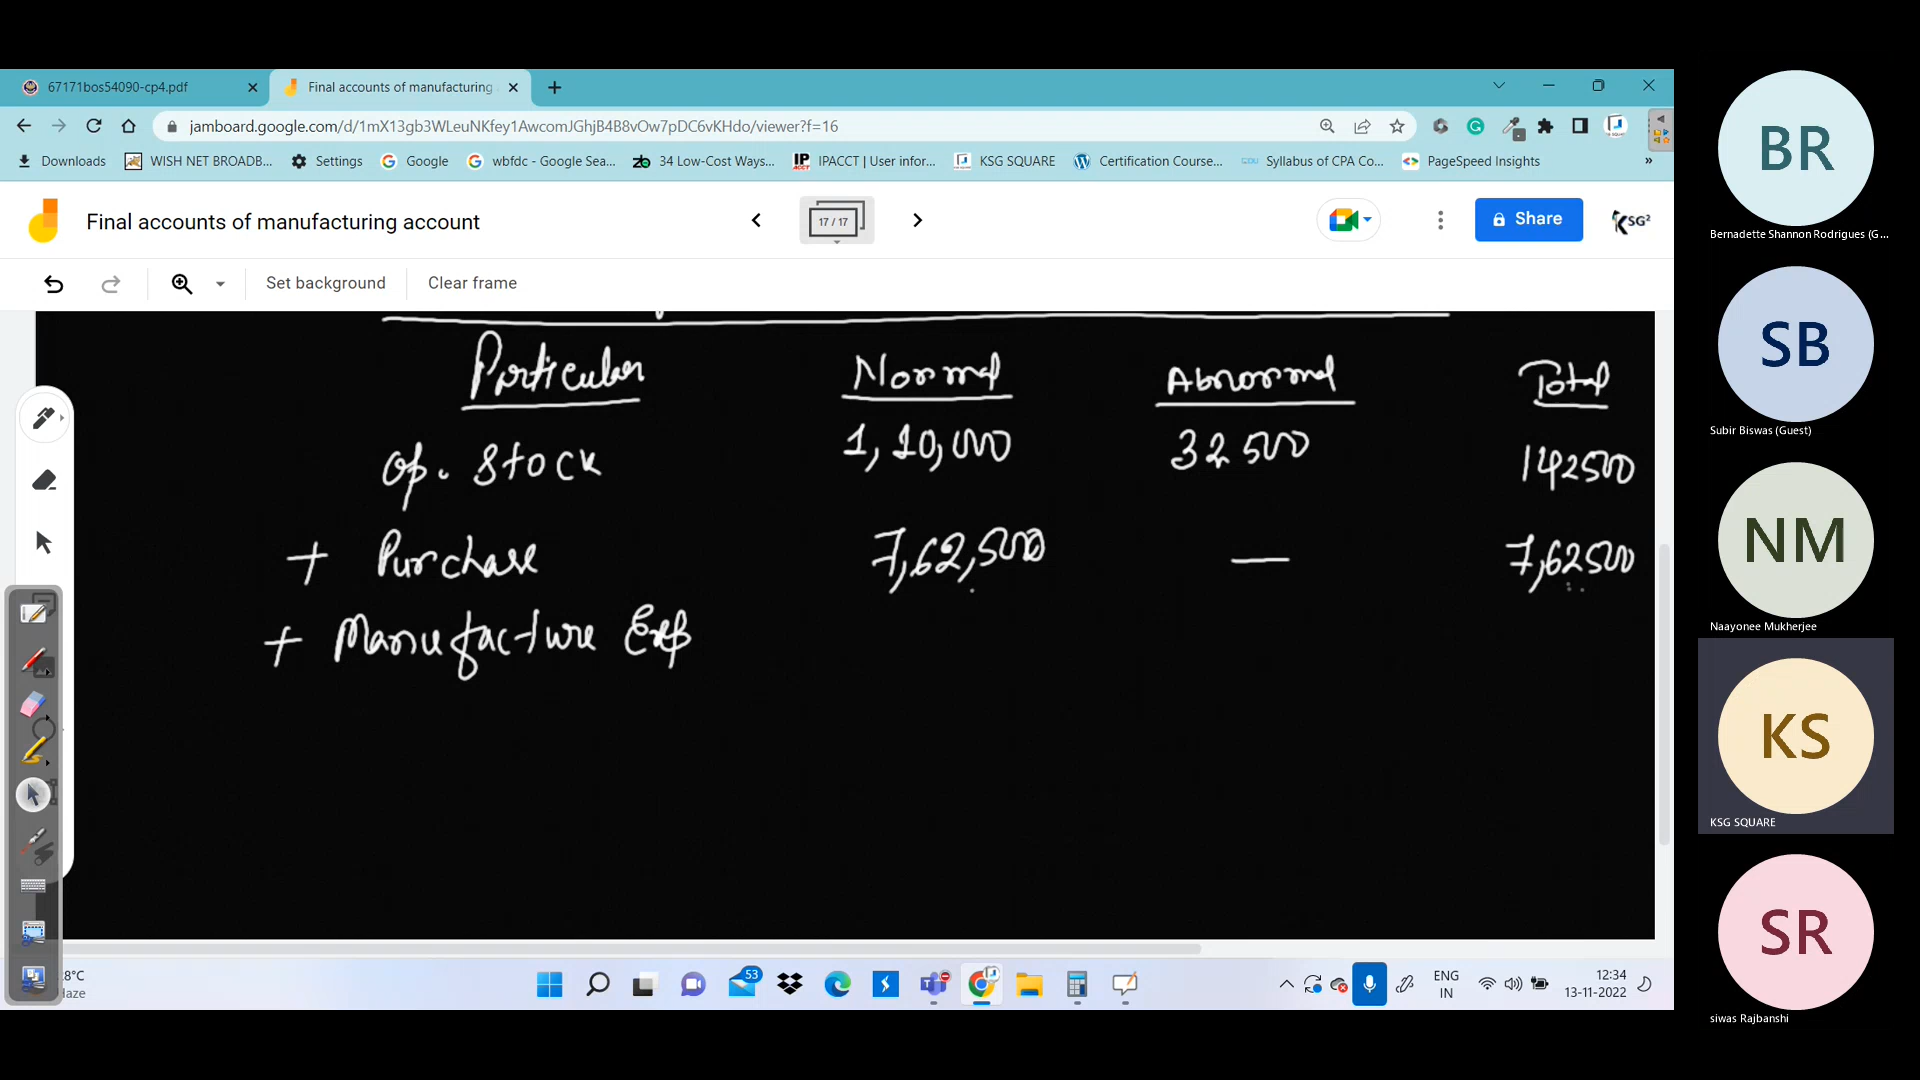 67171bos54090-cp4.pdf
Final accounts of manufacturing
jamboard.google.com/d/1mX13gb3WLeuNKfey1AwcomJGhjB4B8vOw7pDC6vKHdo/viewer?f=16
Downloads WISH NET BROADB... Settings Google wbfdc - Google Sea... 34 Low-Cost Ways... IPACCT | User infor... KSG SQUARE Certification Course... Syllabus of CPA Co... PageSpeed Insights »
Final accounts of manufacturing account
17 / 17
Share
KSG²
Set background Clear frame
Particular Normal Abnormal Total
Op. Stock 1,10,000 32500 142500
+ Purchase 7,62,500 — 7,62500
+ Manufacture Exp
8°C
Haze
53
ENG
IN
12:34
13-11-2022
BR
Bernadette Shannon Rodrigues (G...
SB
Subir Biswas (Guest)
NM
Naayonee Mukherjee
KS
KSG SQUARE
SR
siwas Rajbanshi